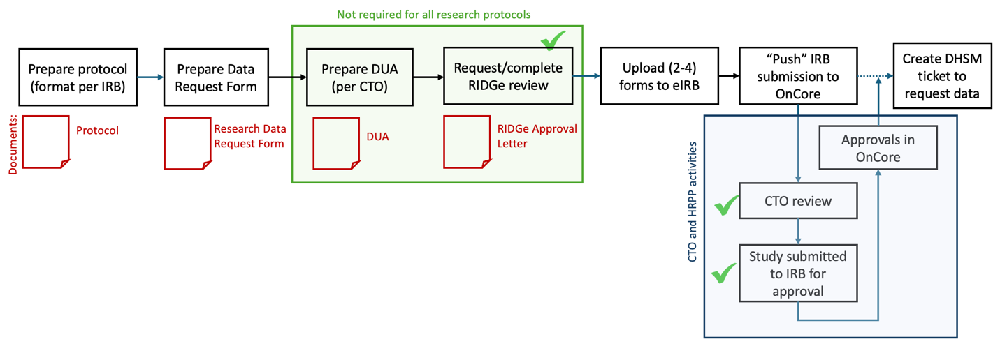 Not required for all research protocols
Prepare protocol
(format per IRB)
Prepare Data
Request Form
Prepare DUA
(per CTO)
Request/complete
RIDGe review
Upload (2-4)
forms to eIRB
“Push” IRB
submission to
OnCore
Create DHSM
ticket to
request data
Documents:
Protocol
Research Data
Request Form
DUA
RIDGe Approval
Letter
CTO and HRPP activities
Approvals in
OnCore
CTO review
Study submitted
to IRB for
approval